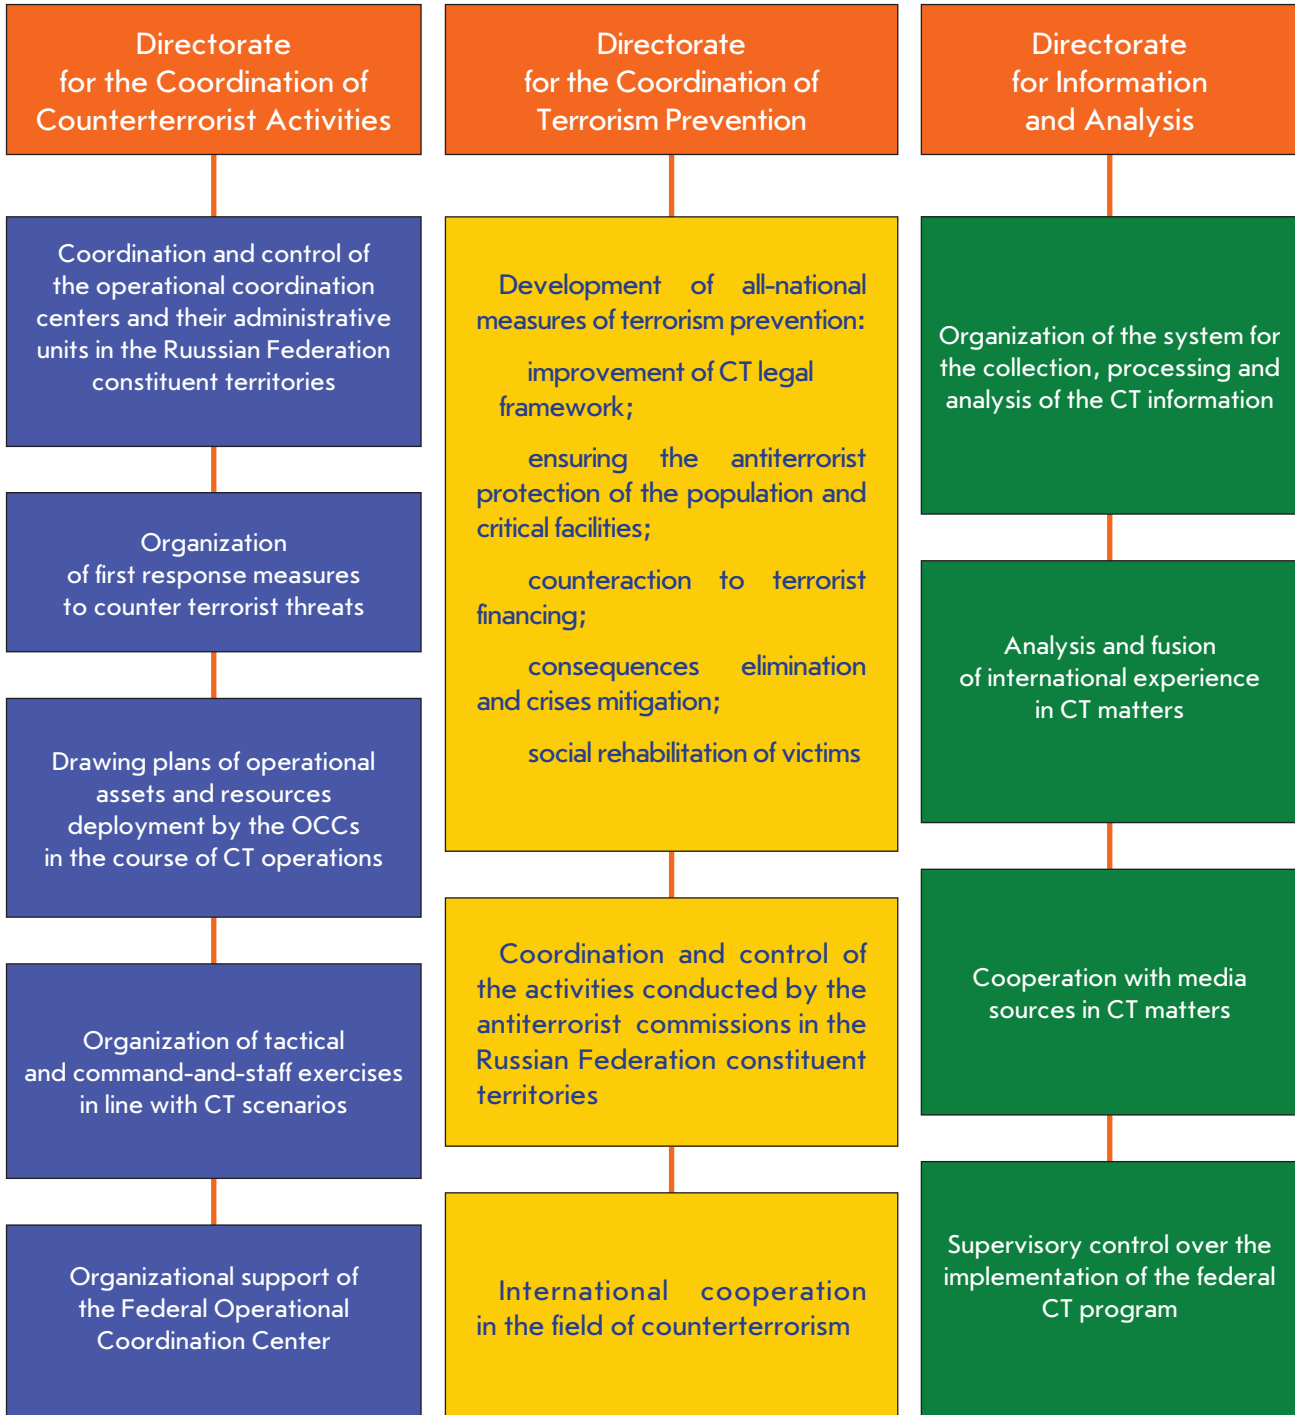 Directorate
for the Coordination of
Counterterrorist Activities
Coordination and control of
the operational coordination
centers and their administrative
units in the Ruussian Federation
constituent territories
Organization
of first response measures
to counter terrorist threats
Drawing plans of operational
assets and resources
deployment by the OCCs
in the course of CT operations
Organization of tactical
and command-and-staff exercises
in line with CT scenarios
Organizational support of
the Federal Operational
Coordination Center
Directorate
for the Coordination of
Terrorism Prevention
Development of all-national
measures of terrorism prevention:
improvement of CT legal
framework;
ensuring the antiterrorist
protection of the population and
critical facilities;
counteraction to terrorist
financing;
consequences elimination
and crises mitigation;
social rehabilitation of victims
Coordination and control of
the activities conducted by the
antiterrorist commissions in the
Russian Federation constituent
territories
International cooperation
in the field of counterterrorism
Directorate
for Information
and Analysis
Organization of the system for
the collection, processing and
analysis of the CT information
Analysis and fusion
of international experience
in CT matters
Cooperation with media
sources in CT matters
Supervisory control over the
implementation of the federal
CT program